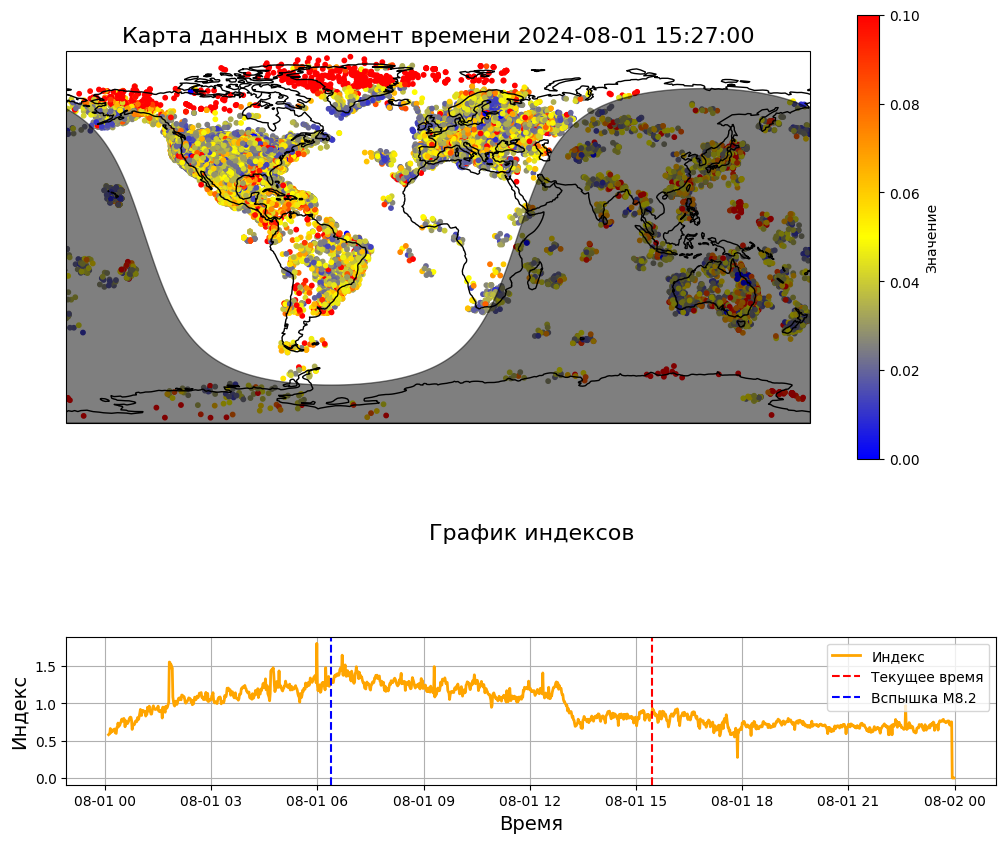 Карта данных в момент времени 2024-08-01 15:27:00
0.10
0.08
0.06
0.04
0.02
0.00
Значение
График индексов
Индекс
1.5
1.0
0.5
0.0
Индекс
Текущее время
Вспышка M8.2
08-01 00
08-01 03
08-01 06
08-01 09
08-01 12
08-01 15
08-01 18
08-01 21
08-02 00
Время